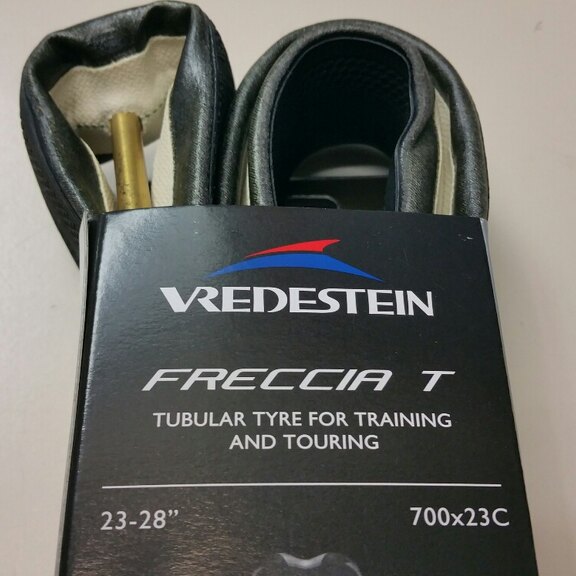 VREDESTEIN
FRECCIA T
TUBULAR TYRE FOR TRAINING
AND TOURING
23-28” 700x23C